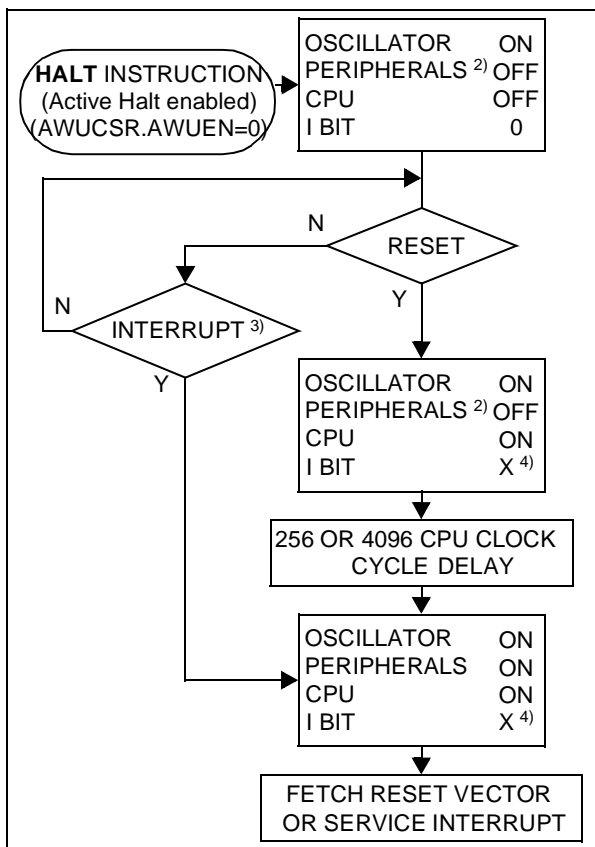 HALT INSTRUCTION
(Active Halt enabled)
(AWUCSR.AWUEN=0)
OSCILLATOR ON
PERIPHERALS 2) OFF
CPU OFF
I BIT 0
RESET
N
Y
INTERRUPT 3)
N
Y
OSCILLATOR ON
PERIPHERALS 2) OFF
CPU ON
I BIT X 4)
256 OR 4096 CPU CLOCK
CYCLE DELAY
OSCILLATOR ON
PERIPHERALS ON
CPU ON
I BIT X 4)
FETCH RESET VECTOR
OR SERVICE INTERRUPT